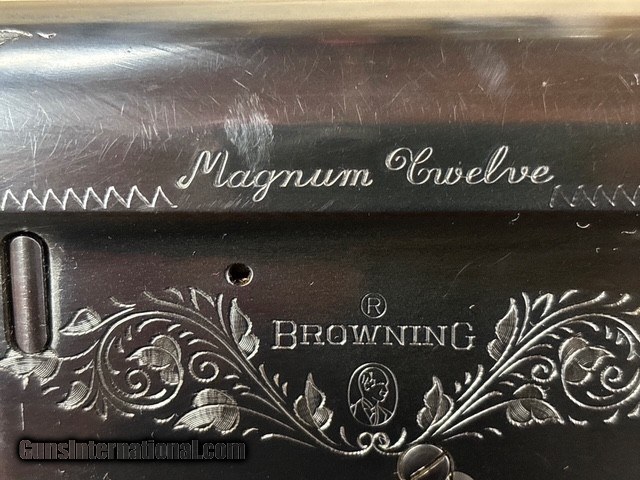 Magnum Twelve
®
BROWNING
GunsInternational.com